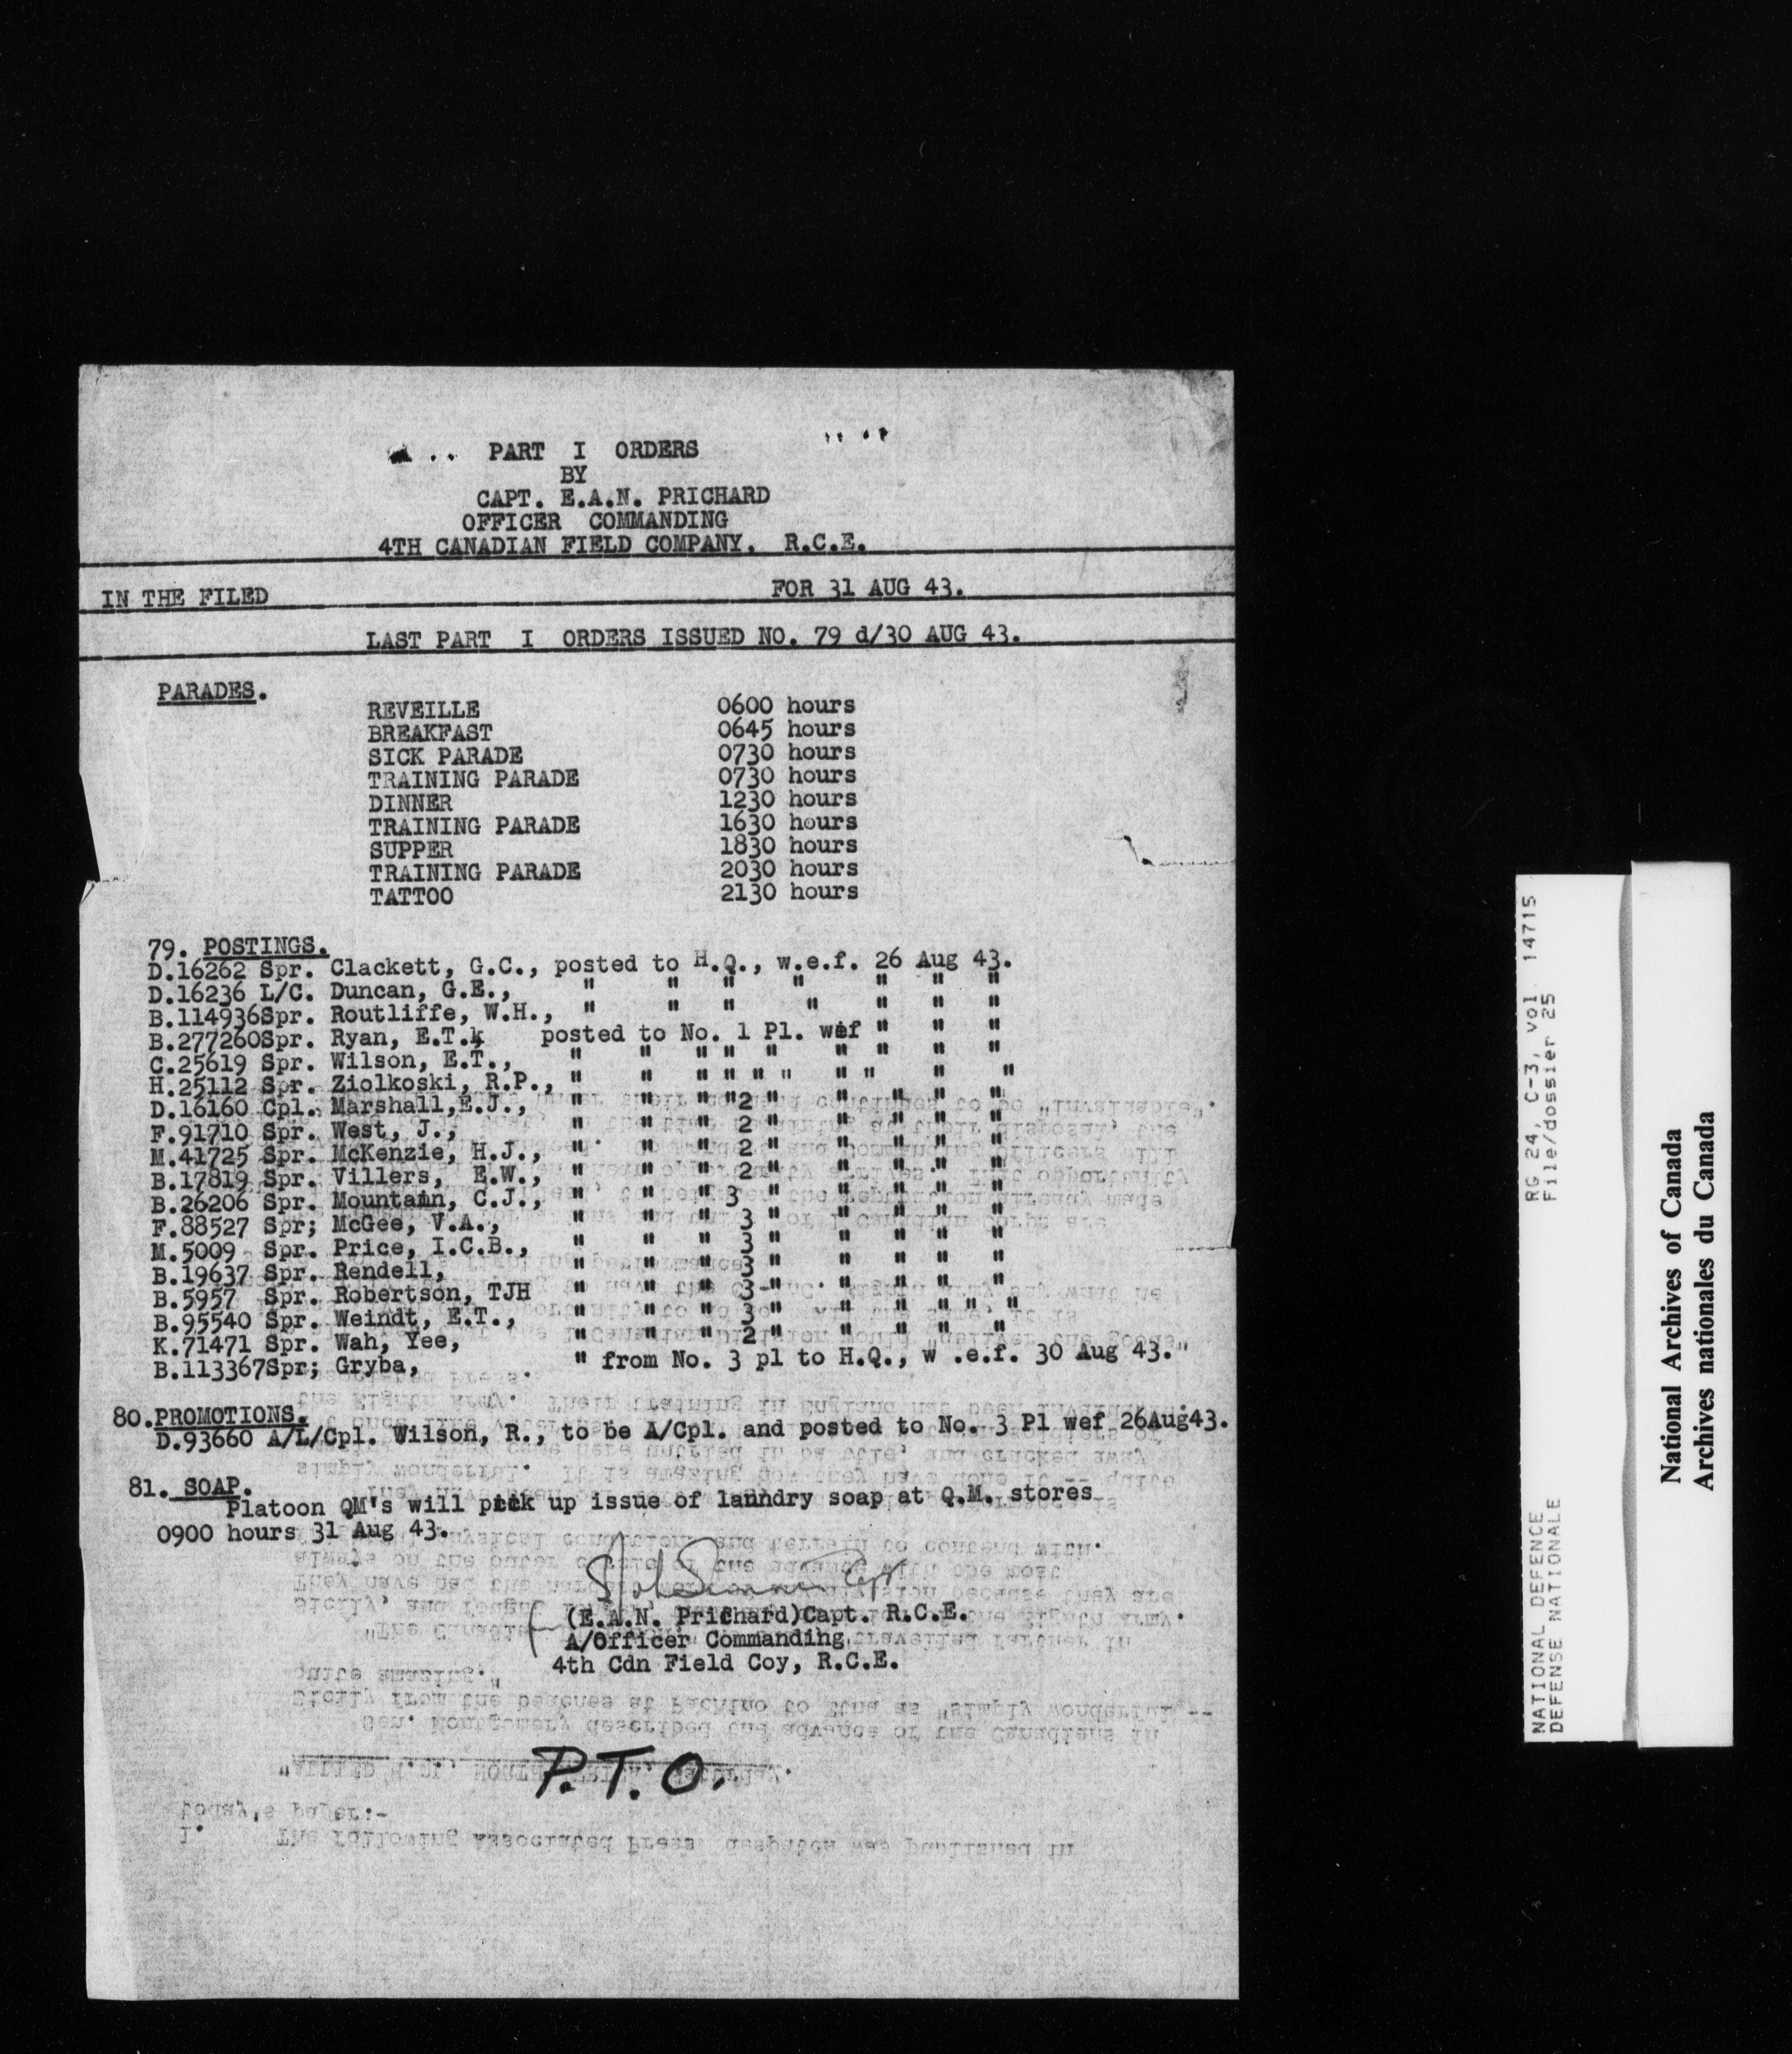 PART I ORDERS
BY
CAPT. E.A.N. PRICHARD
OFFICER COMMANDING
4TH CANADIAN FIELD COMPANY. R.C.E.
IN THE FILED FOR 31 AUG 43.
LAST PART I ORDERS ISSUED NO. 79 d/30 AUG 43.
PARADES.
REVEILLE 0600 hours
BREAKFAST 0645 hours
SICK PARADE 0730 hours
TRAINING PARADE 0730 hours
DINNER 1230 hours
TRAINING PARADE 1630 hours
SUPPER 1830 hours
TRAINING PARADE 2030 hours
TATTOO 2130 hours
79. POSTINGS.
D.16262 Spr. Clackett, G.C., posted to H.Q., w.e.f. 26 Aug 43.
D.16236 L/C. Duncan, G.E., " " " " " " "
B.114936Spr. Routliffe, W.H., " " " " " " "
B.277260Spr. Ryan, E.T. posted to No. 1 Pl. wef " " "
C.25619 Spr. Wilson, E.T., " " " " " " " " "
H.25112 Spr. Ziolkoski, R.P., " " " " " " " " " "
D.16160 Cpl. Marshall,E.J., " " " "2 " " " " "
F.91710 Spr. West, J., " " " 2 " " " " "
M.41725 Spr. McKenzie, H.J., " " " 2 " " " " "
B.17819 Spr. Villers, E.W., " " " 2 " " " " "
B.26206 Spr. Mountain, C.J., " " " 3 " " " " "
F.88527 Spr; McGee, V.A., " " " 3 " " " " "
M.5009 Spr. Price, I.C.B., " " " 3 " " " " "
B.19637 Spr. Rendell, " " " 3 " " " " "
B.5957 Spr. Robertson, TJH " " " 3 " " " " "
B.95540 Spr. Weindt, E.T., " " " 3 " " " " " "
K.71471 Spr. Wah, Yee, " " " 2 " " " " "
B.113367Spr; Gryba, " from No. 3 pl to H.Q., w .e.f. 30 Aug 43."
80.PROMOTIONS.
D.93660 A/L/Cpl. Wilson, R., to be A/Cpl. and posted to No. 3 Pl wef 26Aug43.
81. SOAP.
Platoon QM's will pick up issue of lanndry soap at Q.M. stores
0900 hours 31 Aug 43.
(E.A.N. Prichard)Capt. R.C.E.
A/Officer Commanding
4th Cdn Field Coy, R.C.E.
P.T.O.
RG 24, C-3, vol 14715
File/dossier 25
NATIONAL DEFENCE
DEFENSE NATIONALE
National Archives of Canada
Archives nationales du Canada